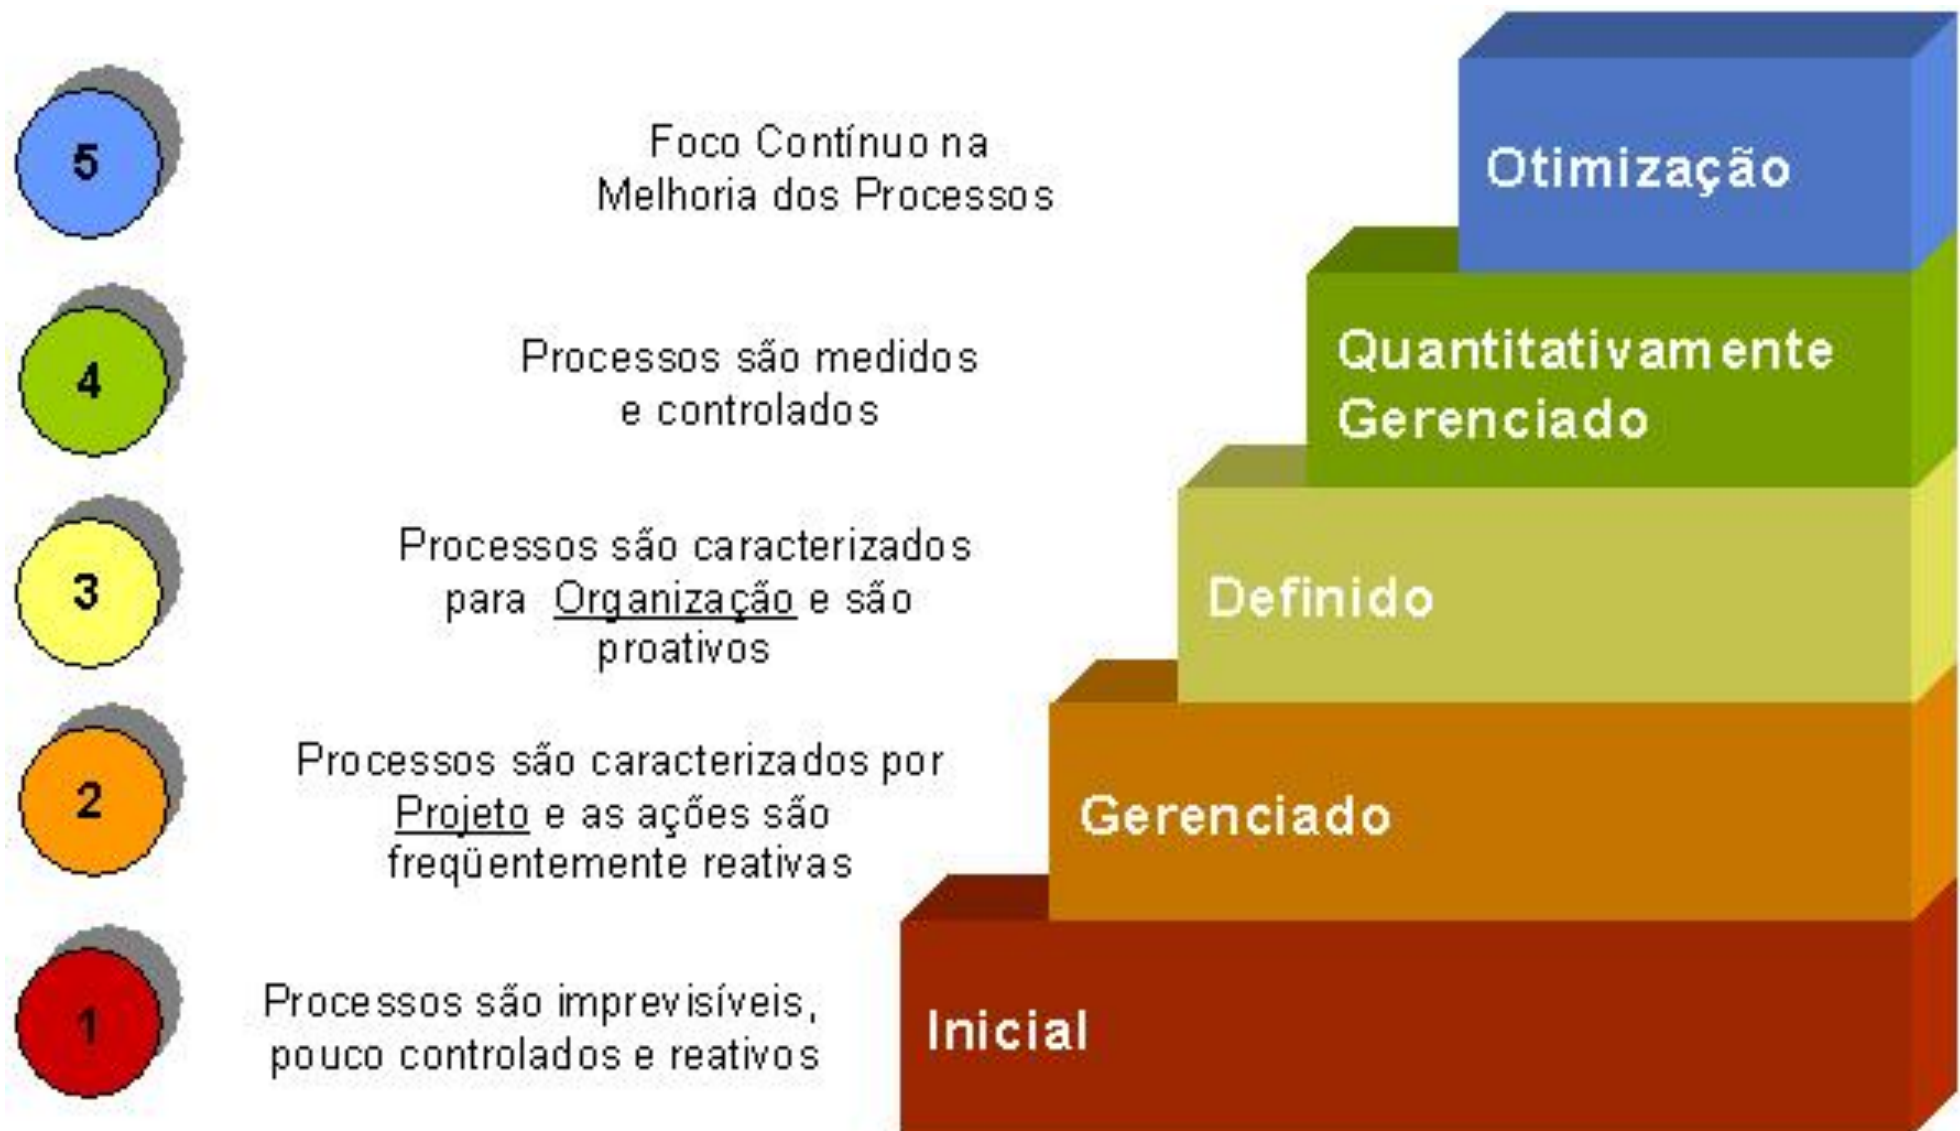 5
Foco Contínuo na
Melhoria dos Processos
Otimização
4
Processos são medidos
e controlados
Quantitativamente
Gerenciado
3
Processos são caracterizados
para Organização e são
proativos
Definido
2
Processos são caracterizados por
Projeto e as ações são
freqüentemente reativas
Gerenciado
1
Processos são imprevisíveis,
pouco controlados e reativos
Inicial